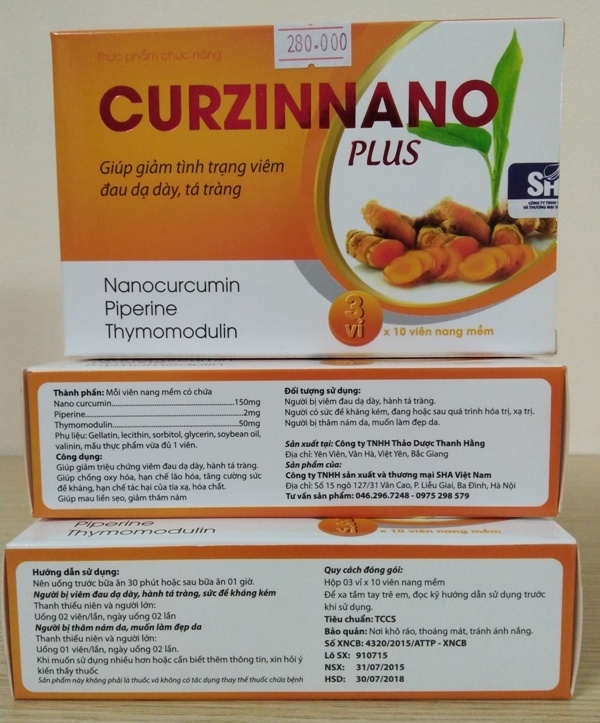 Thực phẩm chức năng
280.000
CURZINNANO
PLUS
Giúp giảm tình trạng viêm
đau dạ dày, tá tràng
SH
CÔNG TY TNHH
VÀ THƯƠNG MẠI
Nanocurcumin
Piperine
Thymomodulin
3
vỉ x 10 viên nang mềm
Thành phần: Mỗi viên nang mềm có chứa
Nano curcumin...150mg
Piperine...2mg
Thymomodulin...50mg
Phụ liệu: Gellatin, lecithin, sorbitol, glycerin, soybean oil,
valinin, mầu thực phẩm vừa đủ 1 viên.
Công dụng:
Giúp giảm triệu chứng viêm đau dạ dày, hành tá tràng.
Giúp chống oxy hóa, hạn chế lão hóa, tăng cường sức
đề kháng, hạn chế tác hại của tia xạ, hóa chất.
Giúp mau liền sẹo, giảm thâm nám
Đối tượng sử dụng:
Người bị viêm đau dạ dày, hành tá tràng.
Người có sức đề kháng kém, đang hoặc sau quá trình hóa trị, xạ trị.
Người bị thâm nám da, muốn làm đẹp da.
Sản xuất tại: Công ty TNHH Thảo Dược Thanh Hằng
Địa chỉ: Yên Viên, Vân Hà, Việt Yên, Bắc Giang
Sản phẩm của:
Công ty TNHH sản xuất và thương mại SHA Việt Nam
Địa chỉ: Số 15 ngõ 127/31 Văn Cao, P. Liễu Giai, Ba Đình, Hà Nội
Tư vấn sản phẩm: 046.296.7248 - 0975 298 579
Piperine
Thymomodulin
vỉ x 10 viên nang mềm
Hướng dẫn sử dụng:
Nên uống trước bữa ăn 30 phút hoặc sau bữa ăn 01 giờ.
Người bị viêm đau dạ dày, hành tá tràng, sức đề kháng kém
Thanh thiếu niên và người lớn:
Uống 02 viên/lần, ngày uống 02 lần
Người bị thâm nám da, muốn làm đẹp da
Thanh thiếu niên và người lớn:
Uống 01 viên/lần, ngày uống 02 lần.
Khi muốn sử dụng nhiều hơn hoặc cần biết thêm thông tin, xin hỏi ý
kiến thầy thuốc
Sản phẩm này không phải là thuốc và không có tác dụng thay thế thuốc chữa bệnh
Quy cách đóng gói:
Hộp 03 vỉ x 10 viên nang mềm
Để xa tầm tay trẻ em, đọc kỹ hướng dẫn sử dụng trước
khi sử dụng.
Tiêu chuẩn: TCCS
Bảo quản: Nơi khô ráo, thoáng mát, tránh ánh nắng.
Số XNCB: 4320/2015/ATTP - XNCB
Lô SX: 910715
NSX: 31/07/2015
HSD: 30/07/2018